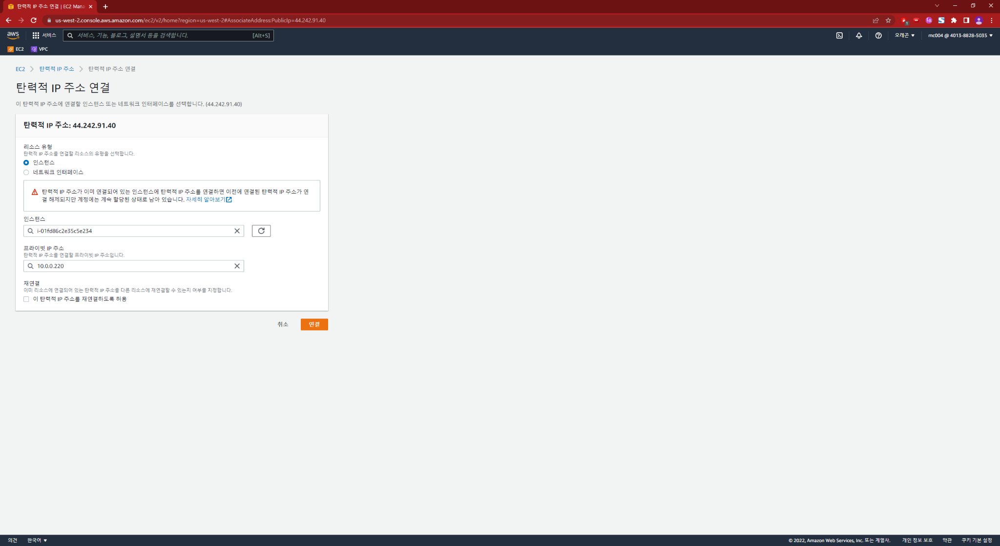 탄력적 IP 주소 연결 | EC2 Mana
us-west-2.console.aws.amazon.com/ec2/v2/home?region=us-west-2#AssociateAddress:PublicIp=44.242.91.40
aws 서비스 서비스, 기능, 블로그, 설명서 등을 검색합니다. [Alt+S] 오레곤 mc004 @ 4013-8828-5035
EC2 VPC
EC2 탄력적 IP 주소 탄력적 IP 주소 연결
탄력적 IP 주소 연결
이 탄력적 IP 주소에 연결할 인스턴스 또는 네트워크 인터페이스를 선택합니다. (44.242.91.40)
탄력적 IP 주소: 44.242.91.40
리소스 유형
탄력적 IP 주소를 연결할 리소스의 유형을 선택합니다.
인스턴스
네트워크 인터페이스
탄력적 IP 주소가 이미 연결되어 있는 인스턴스에 탄력적 IP 주소를 연결하면 이전에 연결된 탄력적 IP 주소가 연
결 해제되지만 계정에는 계속 할당된 상태로 남아 있습니다. 자세히 알아보기
인스턴스
i-01fd86c2e35c5e234
프라이빗 IP 주소
탄력적 IP 주소를 연결할 프라이빗 IP 주소입니다.
10.0.0.220
재연결
이미 리소스에 연결되어 있는 탄력적 IP 주소를 다른 리소스에 재연결할 수 있는지 여부를 지정합니다.
이 탄력적 IP 주소를 재연결하도록 허용
취소 연결
의견 한국어 © 2022, Amazon Web Services, Inc. 또는 계열사. 개인 정보 보호 약관 쿠키 기본 설정